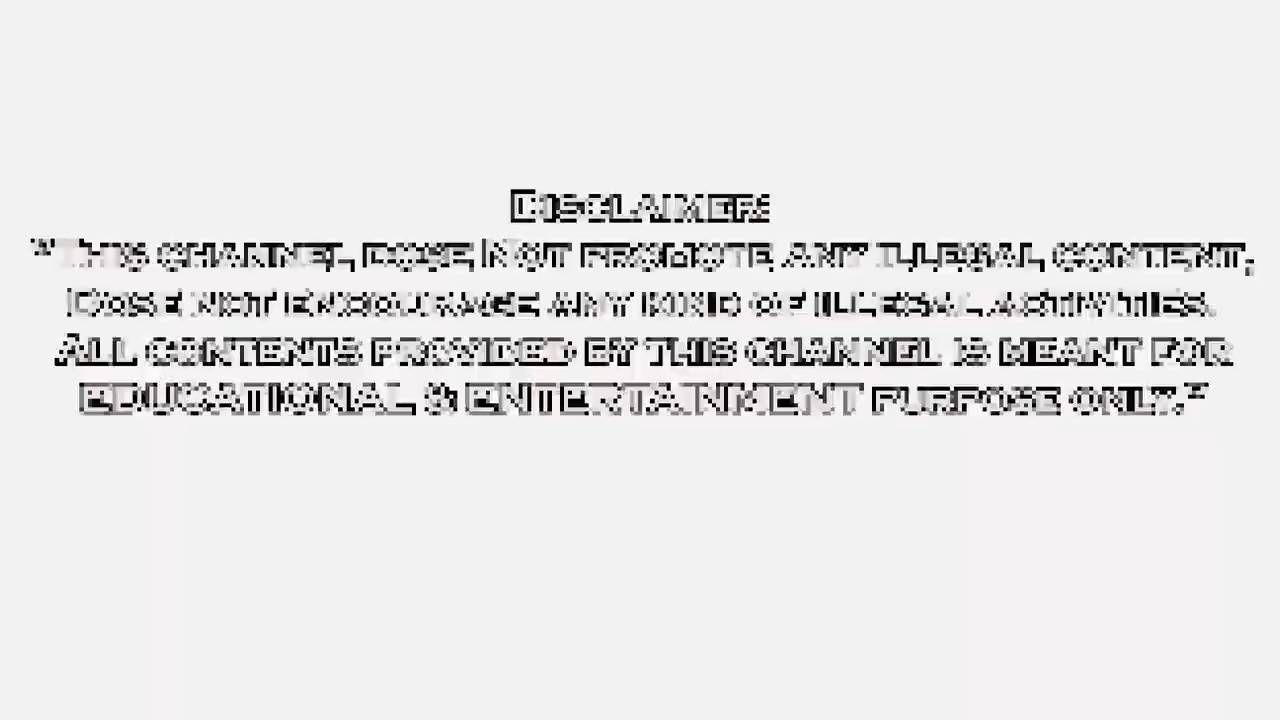 Disclaimer:
"This channel dose Not promote any illegal content,
Dose not encourage any kind of illegal activities.
All contents provided by this channel is meant for
EDUCATIONAL & ENTERTAINMENT purpose only."